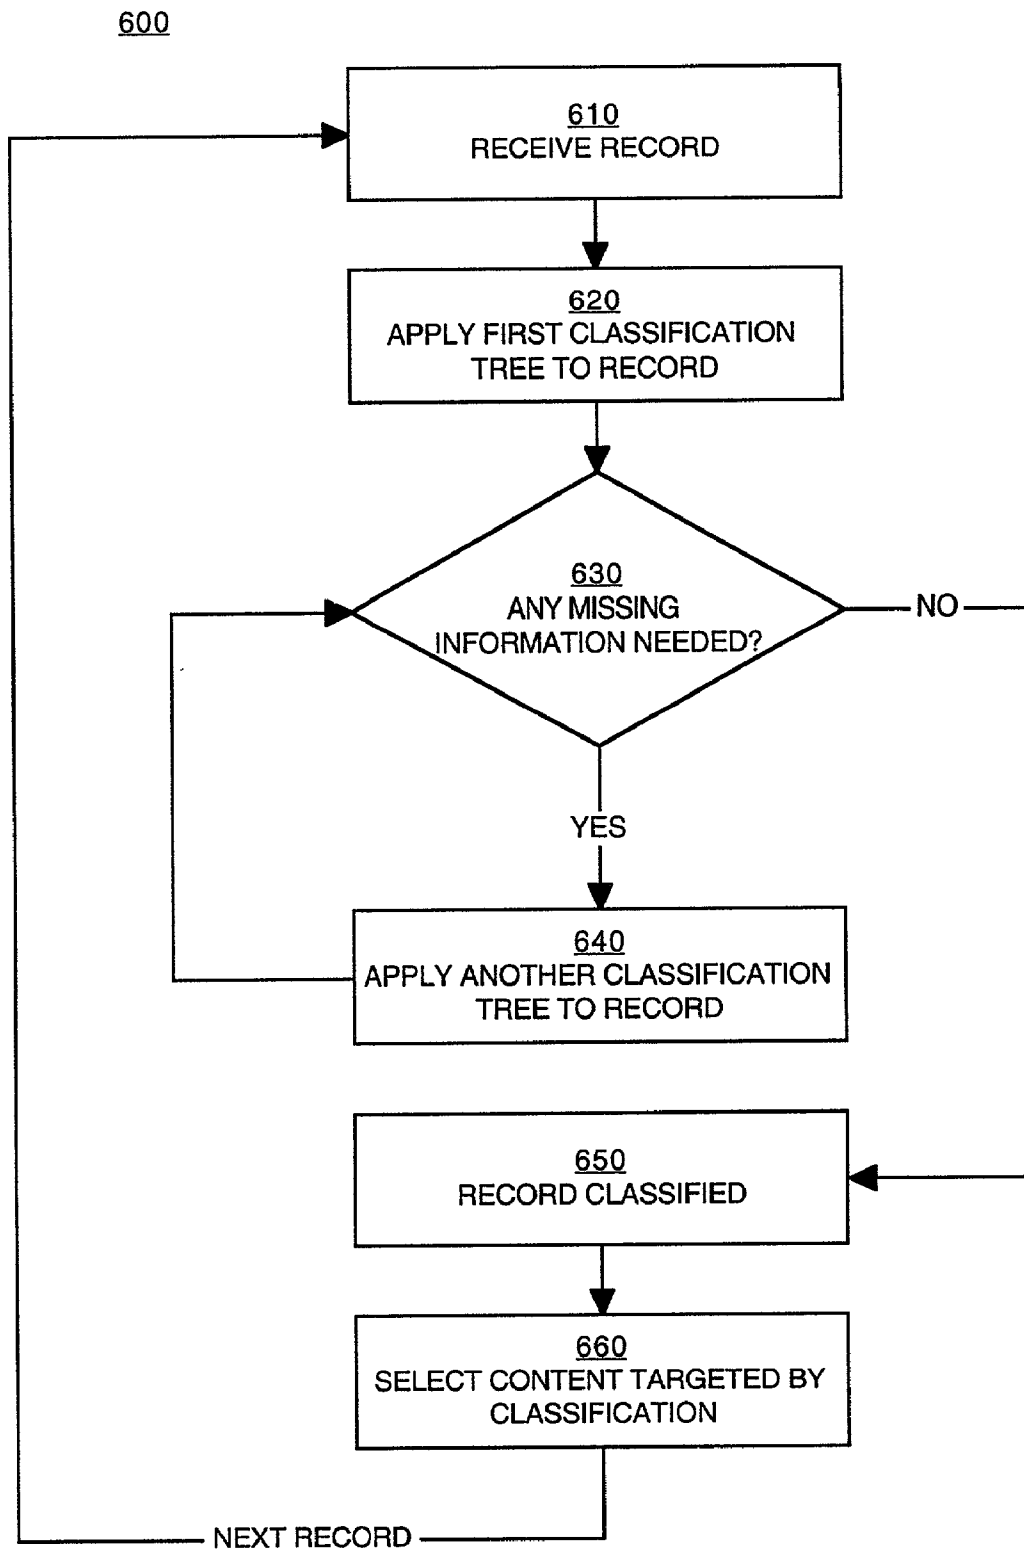 600
610
RECEIVE RECORD
620
APPLY FIRST CLASSIFICATION
TREE TO RECORD
630
ANY MISSING
INFORMATION NEEDED?
NO
YES
640
APPLY ANOTHER CLASSIFICATION
TREE TO RECORD
650
RECORD CLASSIFIED
660
SELECT CONTENT TARGETED BY
CLASSIFICATION
NEXT RECORD